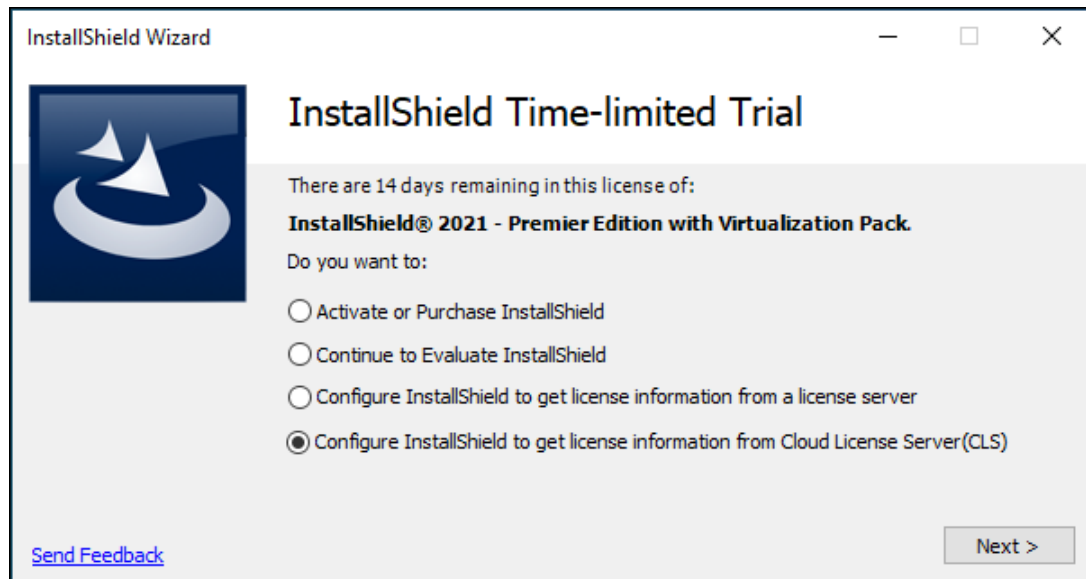 InstallShield Wizard
InstallShield Time-limited Trial
There are 14 days remaining in this license of:
InstallShield® 2021 - Premier Edition with Virtualization Pack.
Do you want to:
Activate or Purchase InstallShield
Continue to Evaluate InstallShield
Configure InstallShield to get license information from a license server
Configure InstallShield to get license information from Cloud License Server(CLS)
Send Feedback
Next >